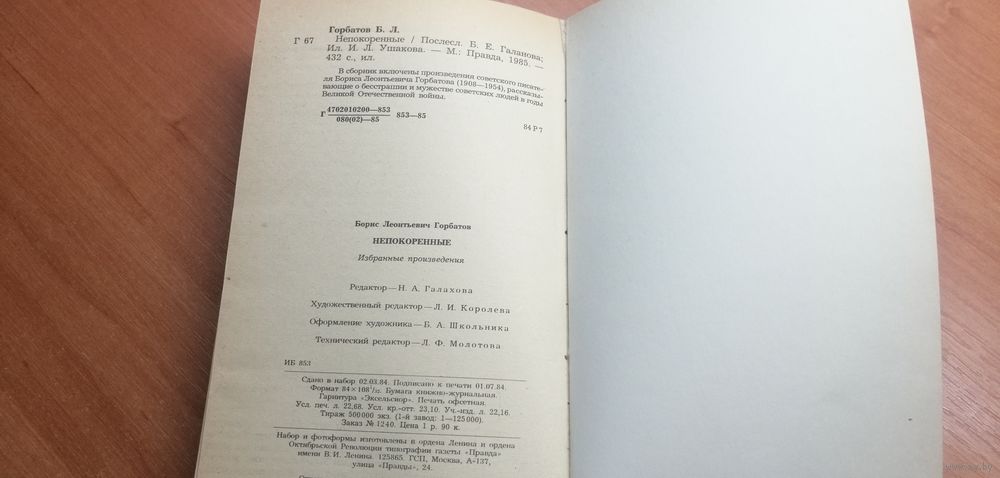 Горбатов Б. Л.
Г 67 Непокоренные / Послесл. Б. Е. Галанова;
Ил. И. Л. Ушакова. — М.: Правда, 1985. —
432 с., ил.
В сборник включены произведения советского писате-
ля Бориса Леонтьевича Горбатова (1908—1954), рассказы-
вающие о бесстрашии и мужестве советских людей в годы
Великой Отечественной войны.
4702010200—853
Г 853—85
080(02)—85
84 Р 7
Борис Леонтьевич Горбатов
НЕПОКОРЕННЫЕ
Избранные произведения
Редактор — Н. А. Галахова
Художественный редактор — Л. И. Королева
Оформление художника — Б. А. Школьника
Технический редактор — Л. Ф. Молотова
ИБ 853
Сдано в набор 02.03.84. Подписано к печати 01.07.84.
Формат 84×108¹/₃₂. Бумага книжно-журнальная.
Гарнитура «Эксельсиор». Печать офсетная.
Усл. печ. л. 22,68. Усл. кр.-отт. 23,10. Уч.-изд. л. 22,16.
Тираж 500 000 экз. (1-й завод: 1—125 000).
Заказ № 1240. Цена 1 р. 90 к.
Набор и фотоформы изготовлены в ордена Ленина и ордена
Октябрьской Революции типографии газеты «Правда»
имени В. И. Ленина. 125865, ГСП, Москва, А-137,
улица «Правды», 24.